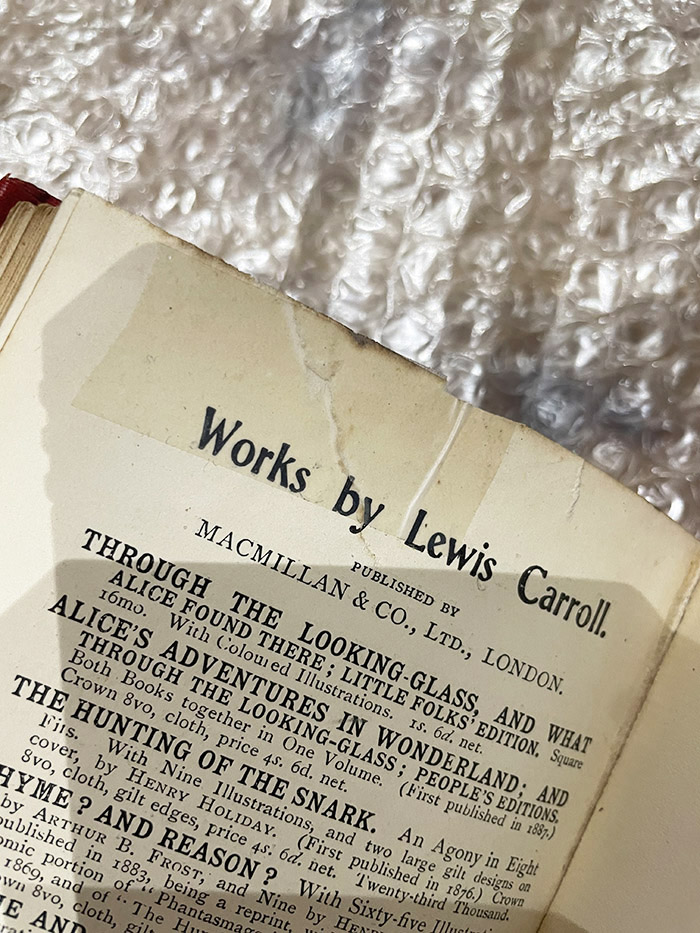 Works by Lewis Carroll.
PUBLISHED BY
MACMILLAN & CO., LTD., LONDON.
THROUGH THE LOOKING-GLASS, AND WHAT
ALICE FOUND THERE; LITTLE FOLKS' EDITION. Square
16mo. With Coloured Illustrations. 1s. 6d. net.
ALICE'S ADVENTURES IN WONDERLAND; AND
THROUGH THE LOOKING-GLASS; PEOPLE'S EDITIONS.
Both Books together in One Volume. (First published in 1887.)
Crown 8vo, cloth, price 4s. 6d. net.
THE HUNTING OF THE SNARK. An Agony in Eight
Fits. With Nine Illustrations, and two large gilt designs on
cover, by HENRY HOLIDAY. (First published in 1876.) Crown
8vo, cloth, gilt edges, price 4s. 6d. net. Twenty-third Thousand.
HYME? AND REASON? With Sixty-five
by ARTHUR B. FROST, and Nine by
published in 1883, being a reprint,
portion of "
1869, and of "The
8vo, cloth,
AND